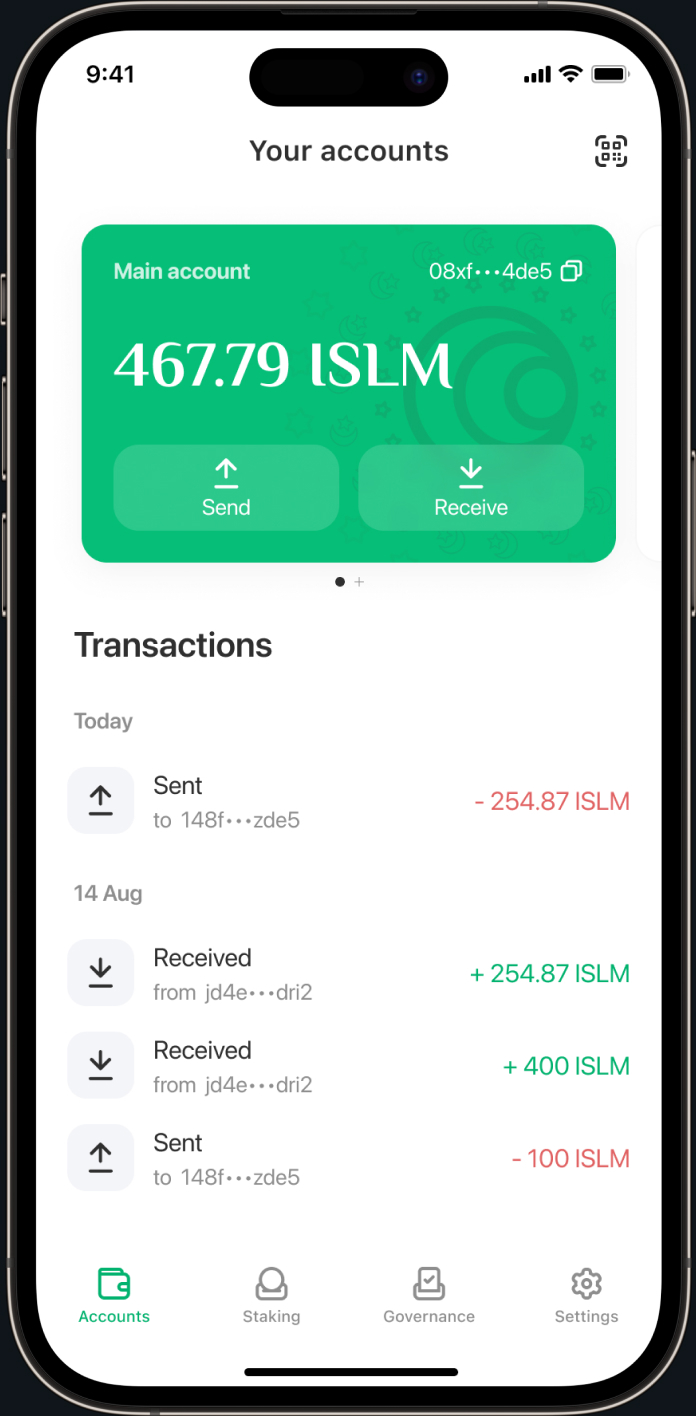 9:41
Your accounts
Main account 08xf•••4de5
467.79 ISLM
Send Receive
Transactions
Today
Sent
to 148f•••zde5
- 254.87 ISLM
14 Aug
Received
from jd4e•••dri2
+ 254.87 ISLM
Received
from jd4e•••dri2
+ 400 ISLM
Sent
to 148f•••zde5
- 100 ISLM
Accounts Staking Governance Settings